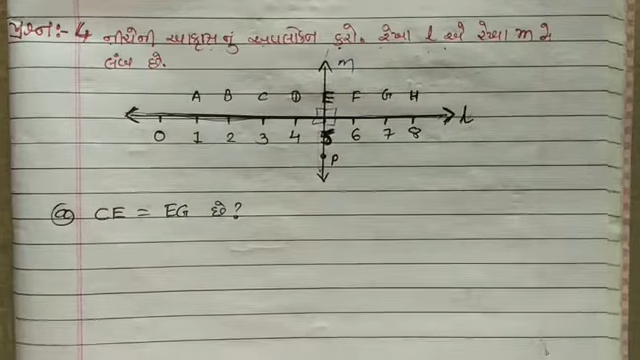 પ્રશ્ન:- 4 નીચેની આકૃતિનું અવલોકન કરો. રેખા l એ રેખા m ને
લંબ છે.
m
A B C D E F G H
l
0 1 2 3 4 5 6 7 8
P
ⓐ CE = EG છે?